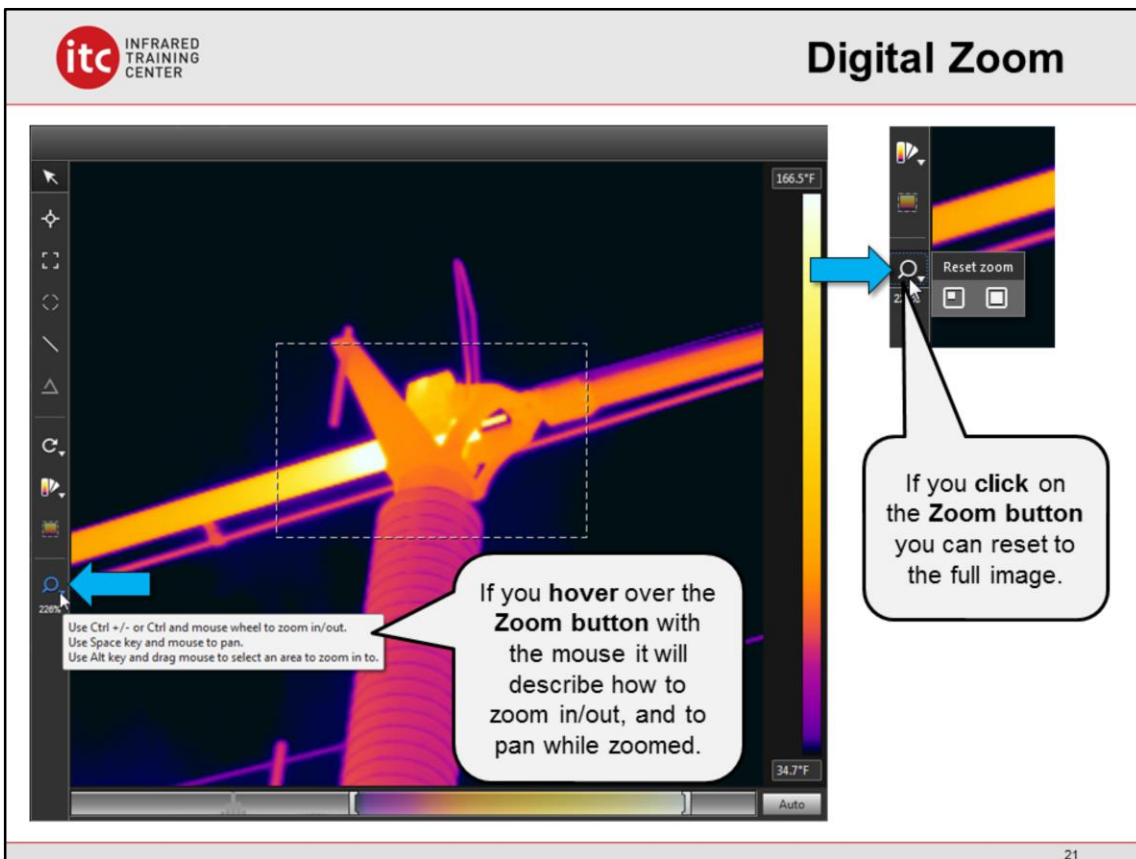 itc INFRARED
TRAINING
CENTER
Digital Zoom
166.5°F
Reset zoom
If you click on
the Zoom button
you can reset to
the full image.
226%
Use Ctrl +/- or Ctrl and mouse wheel to zoom in/out.
Use Space key and mouse to pan.
Use Alt key and drag mouse to select an area to zoom in to.
If you hover over the
Zoom button with
the mouse it will
describe how to
zoom in/out, and to
pan while zoomed.
34.7°F
Auto
21